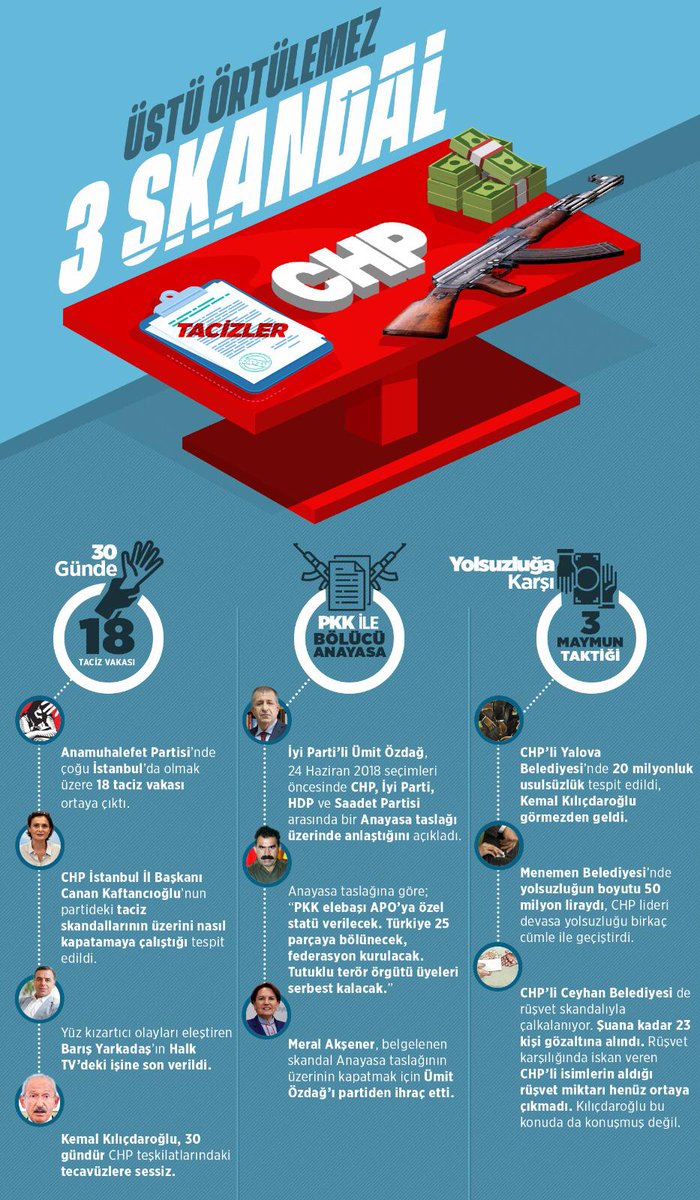 ÜSTÜ ÖRTÜLEMEZ
3 SKANDAL
CHP
TACİZLER
30
Günde
18
TACİZ VAKASI
Anamuhalefet Partisi'nde
çoğu İstanbul'da olmak
üzere 18 taciz vakası
ortaya çıktı.
CHP İstanbul İl Başkanı
Canan Kaftancıoğlu'nun
partideki taciz
skandallarının üzerini nasıl
kapatamaya çalıştığı tespit
edildi.
Yüz kızartıcı olayları eleştiren
Barış Yarkadaş'ın Halk
TV'deki işine son verildi.
Kemal Kılıçdaroğlu, 30
gündür CHP teşkilatlarındaki
tecavüzlere sessiz.
PKK İLE
BÖLÜCÜ
ANAYASA
İyi Parti'li Ümit Özdağ,
24 Haziran 2018 seçimleri
öncesinde CHP, İyi Parti,
HDP ve Saadet Partisi
arasında bir Anayasa taslağı
üzerinde anlaştığını açıkladı.
Anayasa taslağına göre;
“PKK elebaşı APO'ya özel
statü verilecek. Türkiye 25
parçaya bölünecek,
federasyon kurulacak.
Tutuklu terör örgütü üyeleri
serbest kalacak.”
Meral Akşener, belgelenen
skandal Anayasa taslağının
üzerinin kapatmak için Ümit
Özdağ'ı partiden ihraç etti.
Yolsuzluğa
Karşı
3
MAYMUN
TAKTİĞİ
CHP'li Yalova
Belediyesi'nde 20 milyonluk
usulsüzlük tespit edildi,
Kemal Kılıçdaroğlu
görmezden geldi.
Menemen Belediyesi'nde
yolsuzluğun boyutu 50
milyon liraydı, CHP lideri
devasa yolsuzluğu birkaç
cümle ile geçiştirdi.
CHP'li Ceyhan Belediyesi de
rüşvet skandalıyla
çalkalanıyor. Şuana kadar 23
kişi gözaltına alındı. Rüşvet
karşılığında iskan veren
CHP'li isimlerin aldığı
rüşvet miktarı henüz ortaya
çıkmadı. Kılıçdaroğlu bu
konuda da konuşmuş değil.